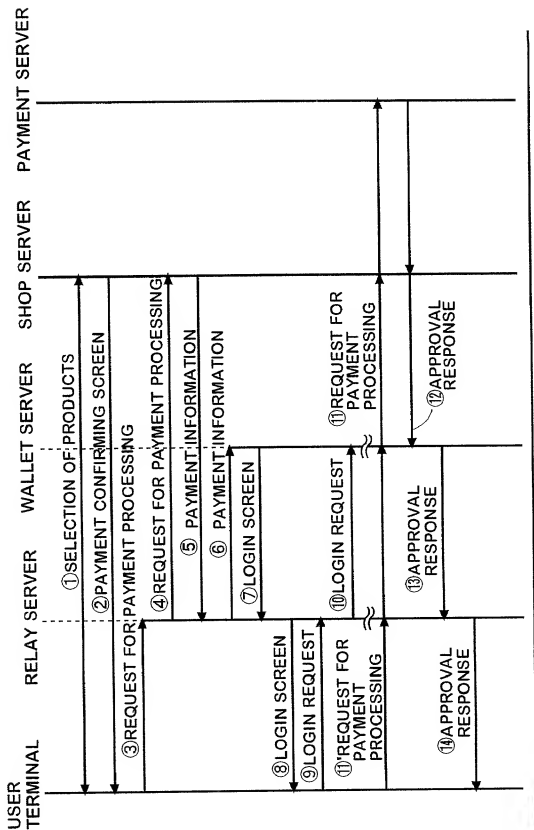 USER
TERMINAL
RELAY SERVER
WALLET SERVER
SHOP SERVER
PAYMENT SERVER
①SELECTION OF PRODUCTS
②PAYMENT CONFIRMING SCREEN
③REQUEST FOR PAYMENT PROCESSING
④REQUEST FOR PAYMENT PROCESSING
⑤ PAYMENT INFORMATION
⑥ PAYMENT INFORMATION
⑦LOGIN SCREEN
⑧LOGIN SCREEN
⑨LOGIN REQUEST
⑩LOGIN REQUEST
⑪'REQUEST FOR
PAYMENT
PROCESSING
⑪REQUEST FOR
PAYMENT
PROCESSING
⑫APPROVAL
RESPONSE
⑬APPROVAL
RESPONSE
⑭APPROVAL
RESPONSE